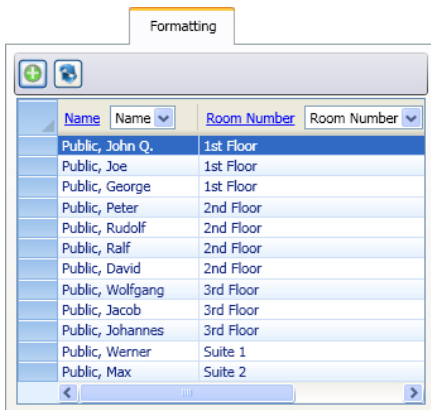 Formatting
Name Name Room Number Room Number
Public, John Q. 1st Floor
Public, Joe 1st Floor
Public, George 1st Floor
Public, Peter 2nd Floor
Public, Rudolf 2nd Floor
Public, Ralf 2nd Floor
Public, David 2nd Floor
Public, Wolfgang 3rd Floor
Public, Jacob 3rd Floor
Public, Johannes 3rd Floor
Public, Werner Suite 1
Public, Max Suite 2